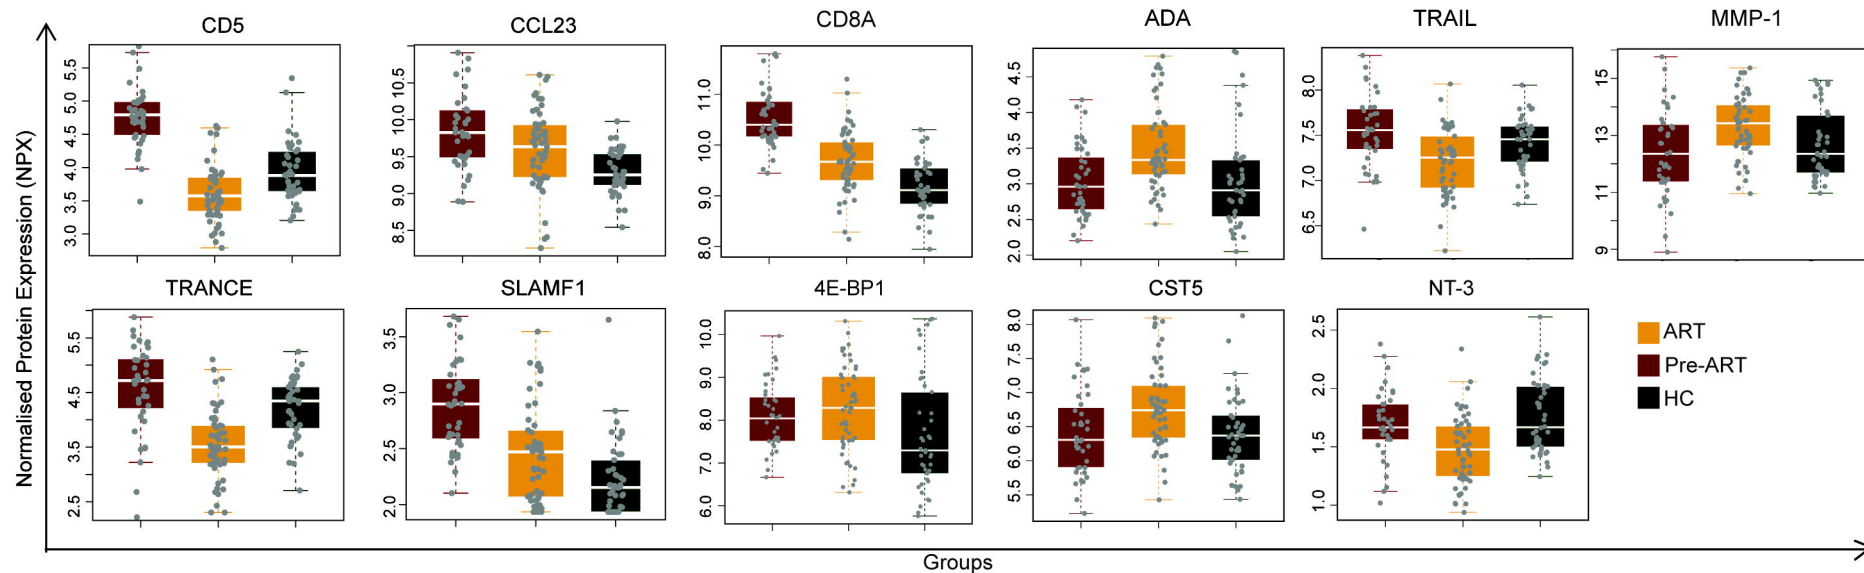 CD5 CCL23 CD8A ADA TRAIL MMP-1
5.5 5.0 4.5 4.0 3.5 3.0
10.5 10.0 9.5 9.0 8.5
11.0 10.0 9.0 8.0
4.5 4.0 3.5 3.0 2.5 2.0
8.0 7.5 7.0 6.5
15 13 11 9
Normalised Protein Expression (NPX)
TRANCE SLAMF1 4E-BP1 CST5 NT-3
5.5 4.5 3.5 2.5
3.5 3.0 2.5 2.0
10.0 9.0 8.0 7.0 6.0
8.0 7.5 7.0 6.5 6.0 5.5
2.5 2.0 1.5 1.0
ART
Pre-ART
HC
Groups